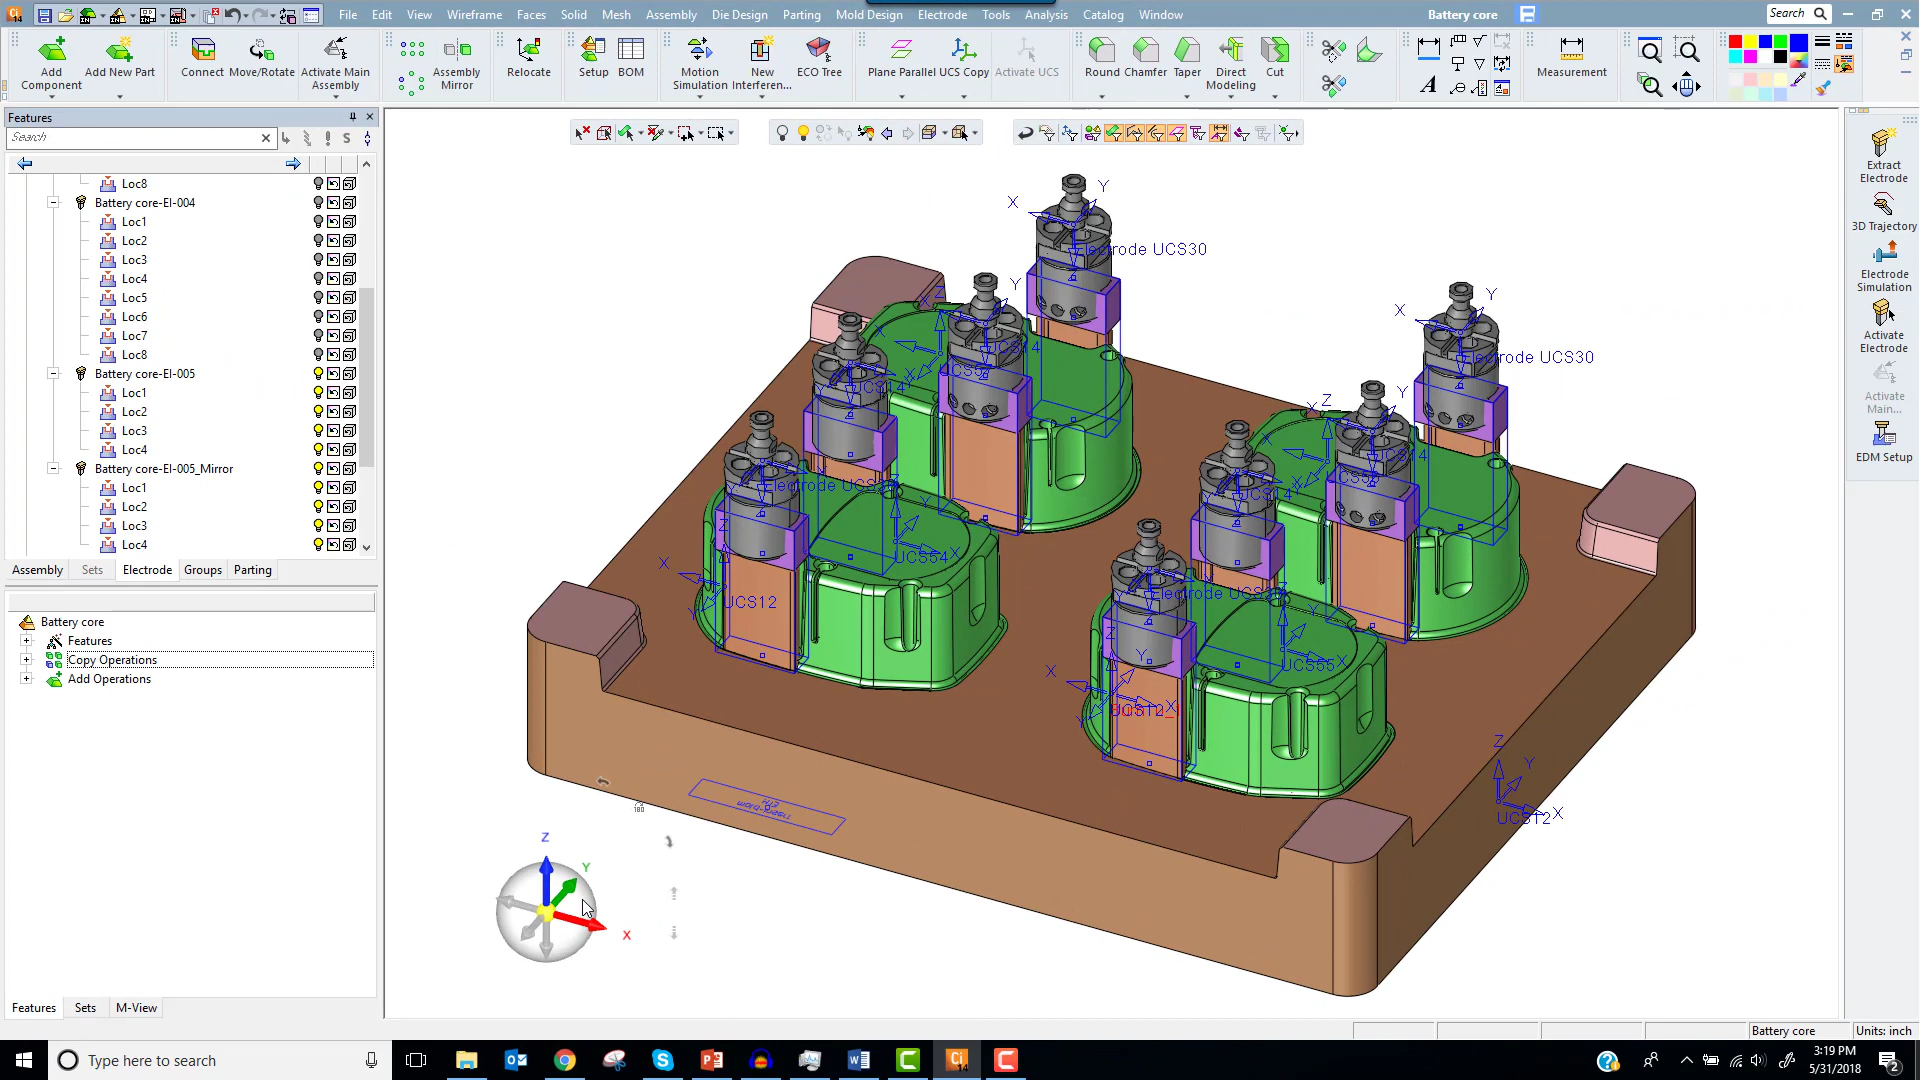 File Edit View Wireframe Faces Solid Mesh Assembly Die Design Parting Mold Design Electrode Tools Analysis Catalog Window
Battery core
Search
Add Component
Add New Part
Connect
Move/Rotate
Activate Main Assembly
Assembly Mirror
Relocate
Setup
BOM
Motion Simulation
New Interferen...
ECO Tree
Plane Parallel
UCS Copy
Activate UCS
Round
Chamfer
Taper
Direct Modeling
Cut
Measurement
Features
Search
Loc8
Battery core-El-004
Loc1
Loc2
Loc3
Loc4
Loc5
Loc6
Loc7
Loc8
Battery core-El-005
Loc1
Loc2
Loc3
Loc4
Battery core-El-005_Mirror
Loc1
Loc2
Loc3
Loc4
Assembly Sets Electrode Groups Parting
Battery core
Features
Copy Operations
Add Operations
Features Sets M-View
Electrode UCS30
Electrode UCS30
UCS14
UCS14
UCS14
UCS14
UCS54
UCS12
UCS55
UCS12
UCS12
X
Y
Z
Extract Electrode
3D Trajectory
Electrode Simulation
Activate Electrode
Activate Main...
EDM Setup
Battery core
Units: inch
Type here to search
3:19 PM
5/31/2018
2